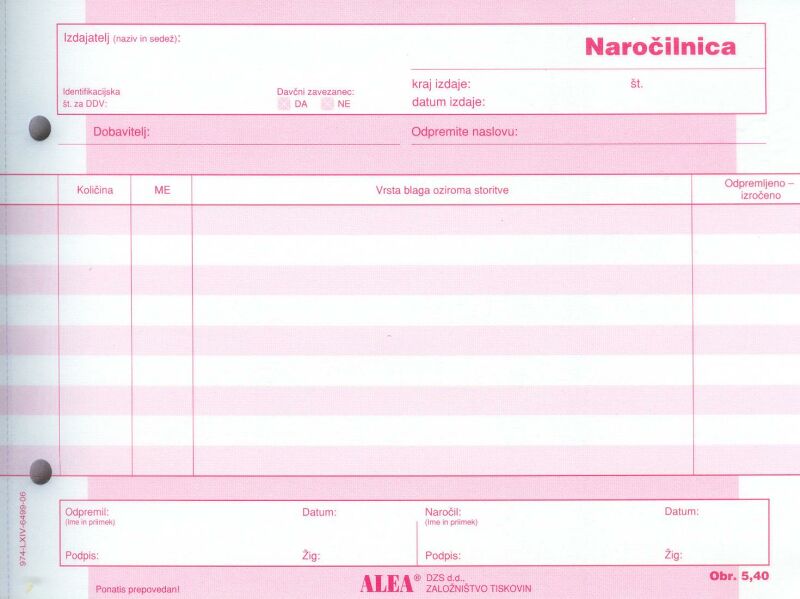 Izdajatelj (naziv in sedež):
Naročilnica
Identifikacijska
št. za DDV:
Davčni zavezanec:
DA NE
kraj izdaje: št.
datum izdaje:
Dobavitelj: Odpremite naslovu:
Količina ME Vrsta blaga oziroma storitve Odpremljeno –
izročeno
974-LXIV-6499-06
Odpremil: Datum: Naročil: Datum:
(Ime in priimek) (Ime in priimek)
Podpis: Žig: Podpis: Žig:
Ponatis prepovedan!
ALEA® DZS d.d.,
ZALOŽNIŠTVO TISKOVIN
Obr. 5,40